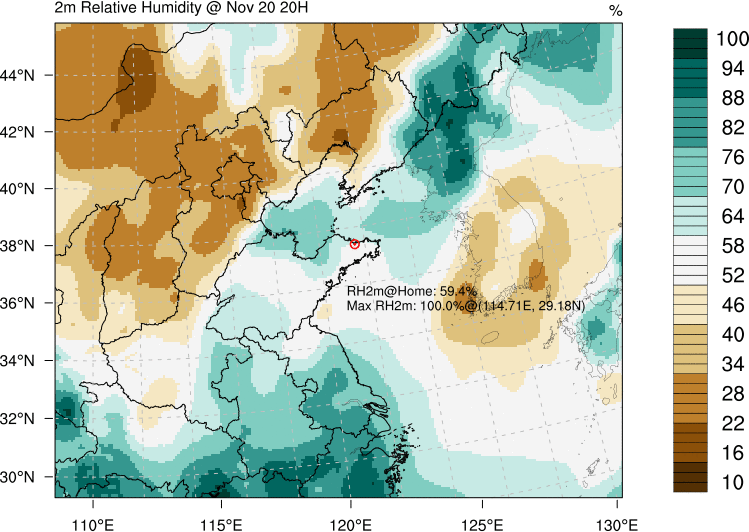 2m Relative Humidity @ Nov 20 20H
%
100
94
88
82
76
70
64
58
52
46
40
34
28
22
16
10
44°N
42°N
40°N
38°N
36°N
34°N
32°N
30°N
RH2m@Home: 59.4%
Max RH2m: 100.0%@(114.71E, 29.18N)
110°E
115°E
120°E
125°E
130°E